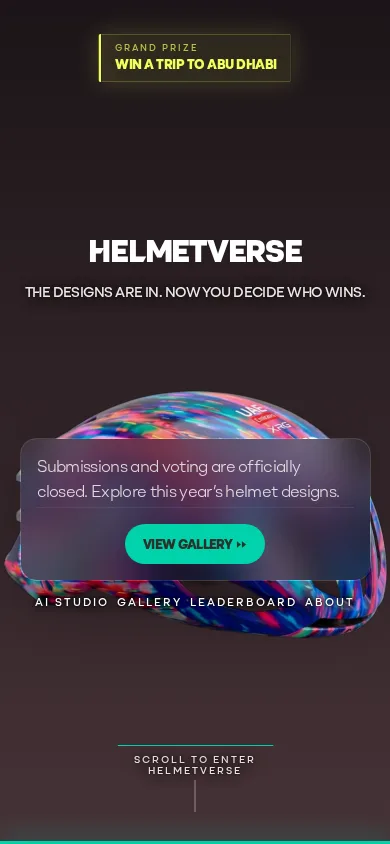 GRAND PRIZE
WIN A TRIP TO ABU DHABI
HELMETVERSE
THE DESIGNS ARE IN. NOW YOU DECIDE WHO WINS.
UAE
XRG
Submissions and voting are officially
closed. Explore this year's helmet designs.
VIEW GALLERY
AI STUDIO GALLERY LEADERBOARD ABOUT
SCROLL TO ENTER
HELMETVERSE